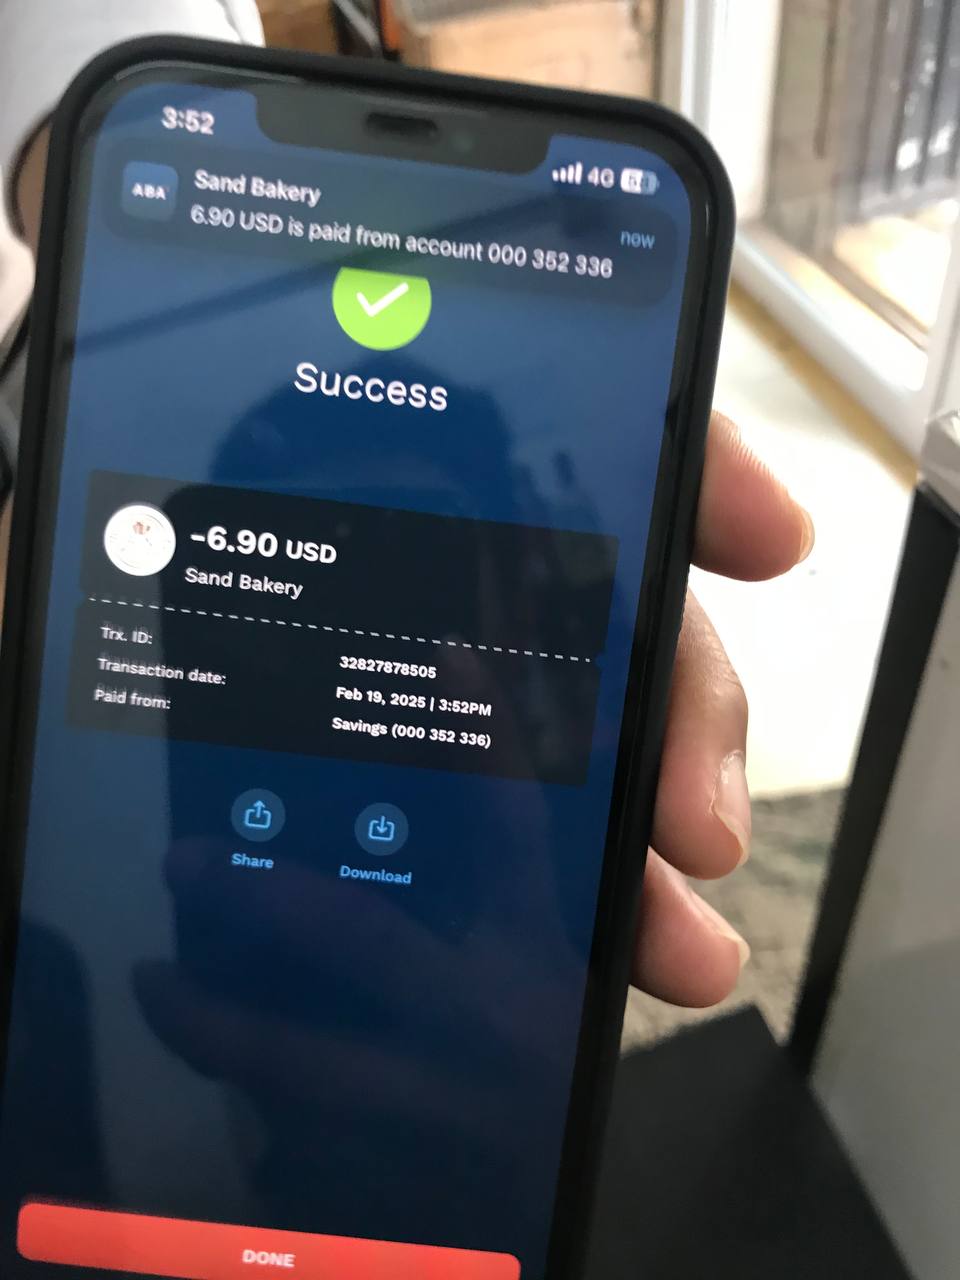 3:52
4G
ABA
Sand Bakery
now
6.90 USD is paid from account 000 352 336
Success
-6.90 USD
Sand Bakery
Trx. ID: 32827878505
Transaction date: Feb 19, 2025 | 3:52PM
Paid from: Savings (000 352 336)
Share Download
DONE